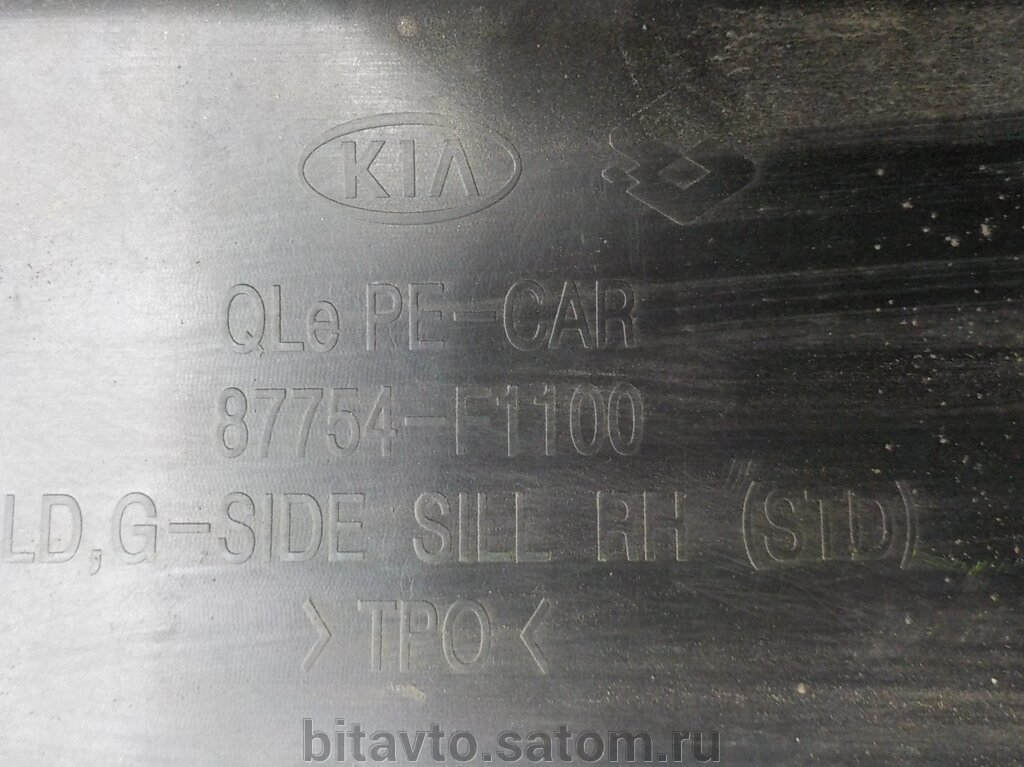 KIA
QLe PE-CAR
87754-F1100
LD,G-SIDE SILL RH (STD)
>TPO<
bitavto.satom.ru